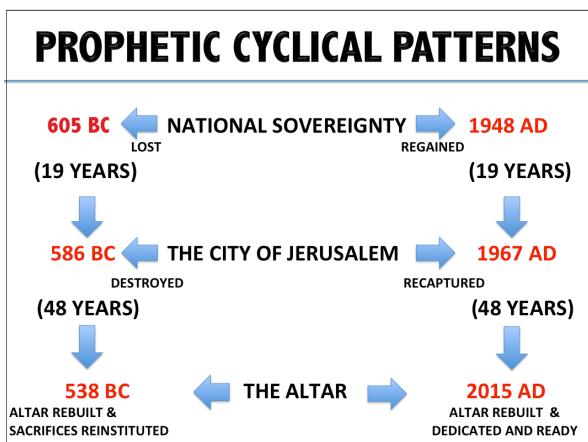 PROPHETIC CYCLICAL PATTERNS
605 BC NATIONAL SOVEREIGNTY 1948 AD
LOST REGAINED
(19 YEARS) (19 YEARS)
586 BC THE CITY OF JERUSALEM 1967 AD
DESTROYED RECAPTURED
(48 YEARS) (48 YEARS)
538 BC THE ALTAR 2015 AD
ALTAR REBUILT & ALTAR REBUILT &
SACRIFICES REINSTITUTED DEDICATED AND READY